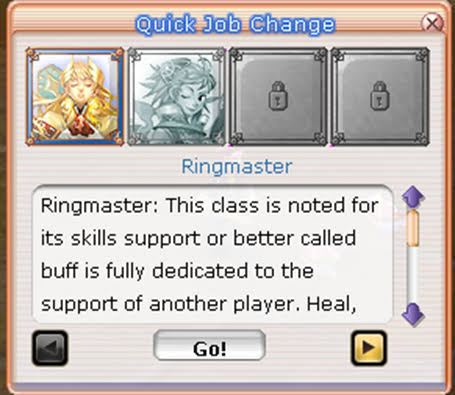 Quick Job Change
Ringmaster
Ringmaster: This class is noted for
its skills support or better called
buff is fully dedicated to the
support of another player. Heal,
Go!